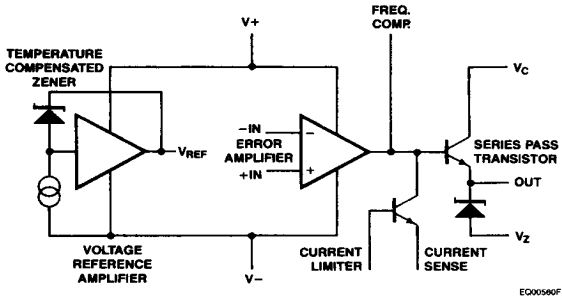 FREQ.
COMP.
V+
TEMPERATURE
COMPENSATED
ZENER
VC
−IN
ERROR
AMPLIFIER
+IN
VREF
SERIES PASS
TRANSISTOR
OUT
VOLTAGE
REFERENCE
AMPLIFIER
V−
CURRENT
LIMITER
CURRENT
SENSE
VZ
EQ00560F